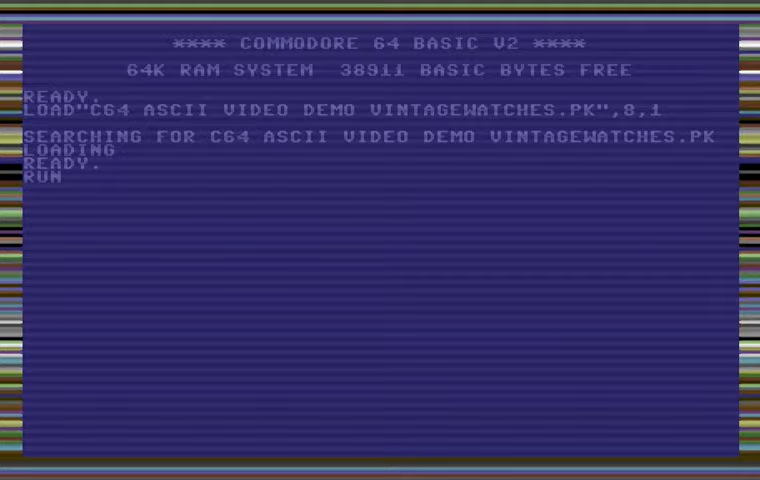 **** COMMODORE 64 BASIC V2 ****
64K RAM SYSTEM 38911 BASIC BYTES FREE
READY.
LOAD"C64 ASCII VIDEO DEMO VINTAGEWATCHES.PK",8,1
SEARCHING FOR C64 ASCII VIDEO DEMO VINTAGEWATCHES.PK
LOADING
READY.
RUN